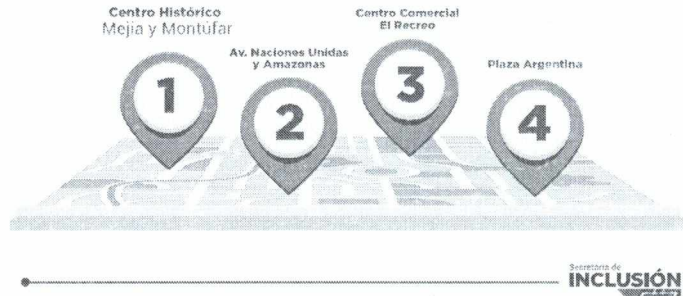 Centro Histórico
Mejía y Montúfar
1
Av. Naciones Unidas
y Amazonas
2
Centro Comercial
El Recreo
3
Plaza Argentina
4
Secretaría de
INCLUSIÓN